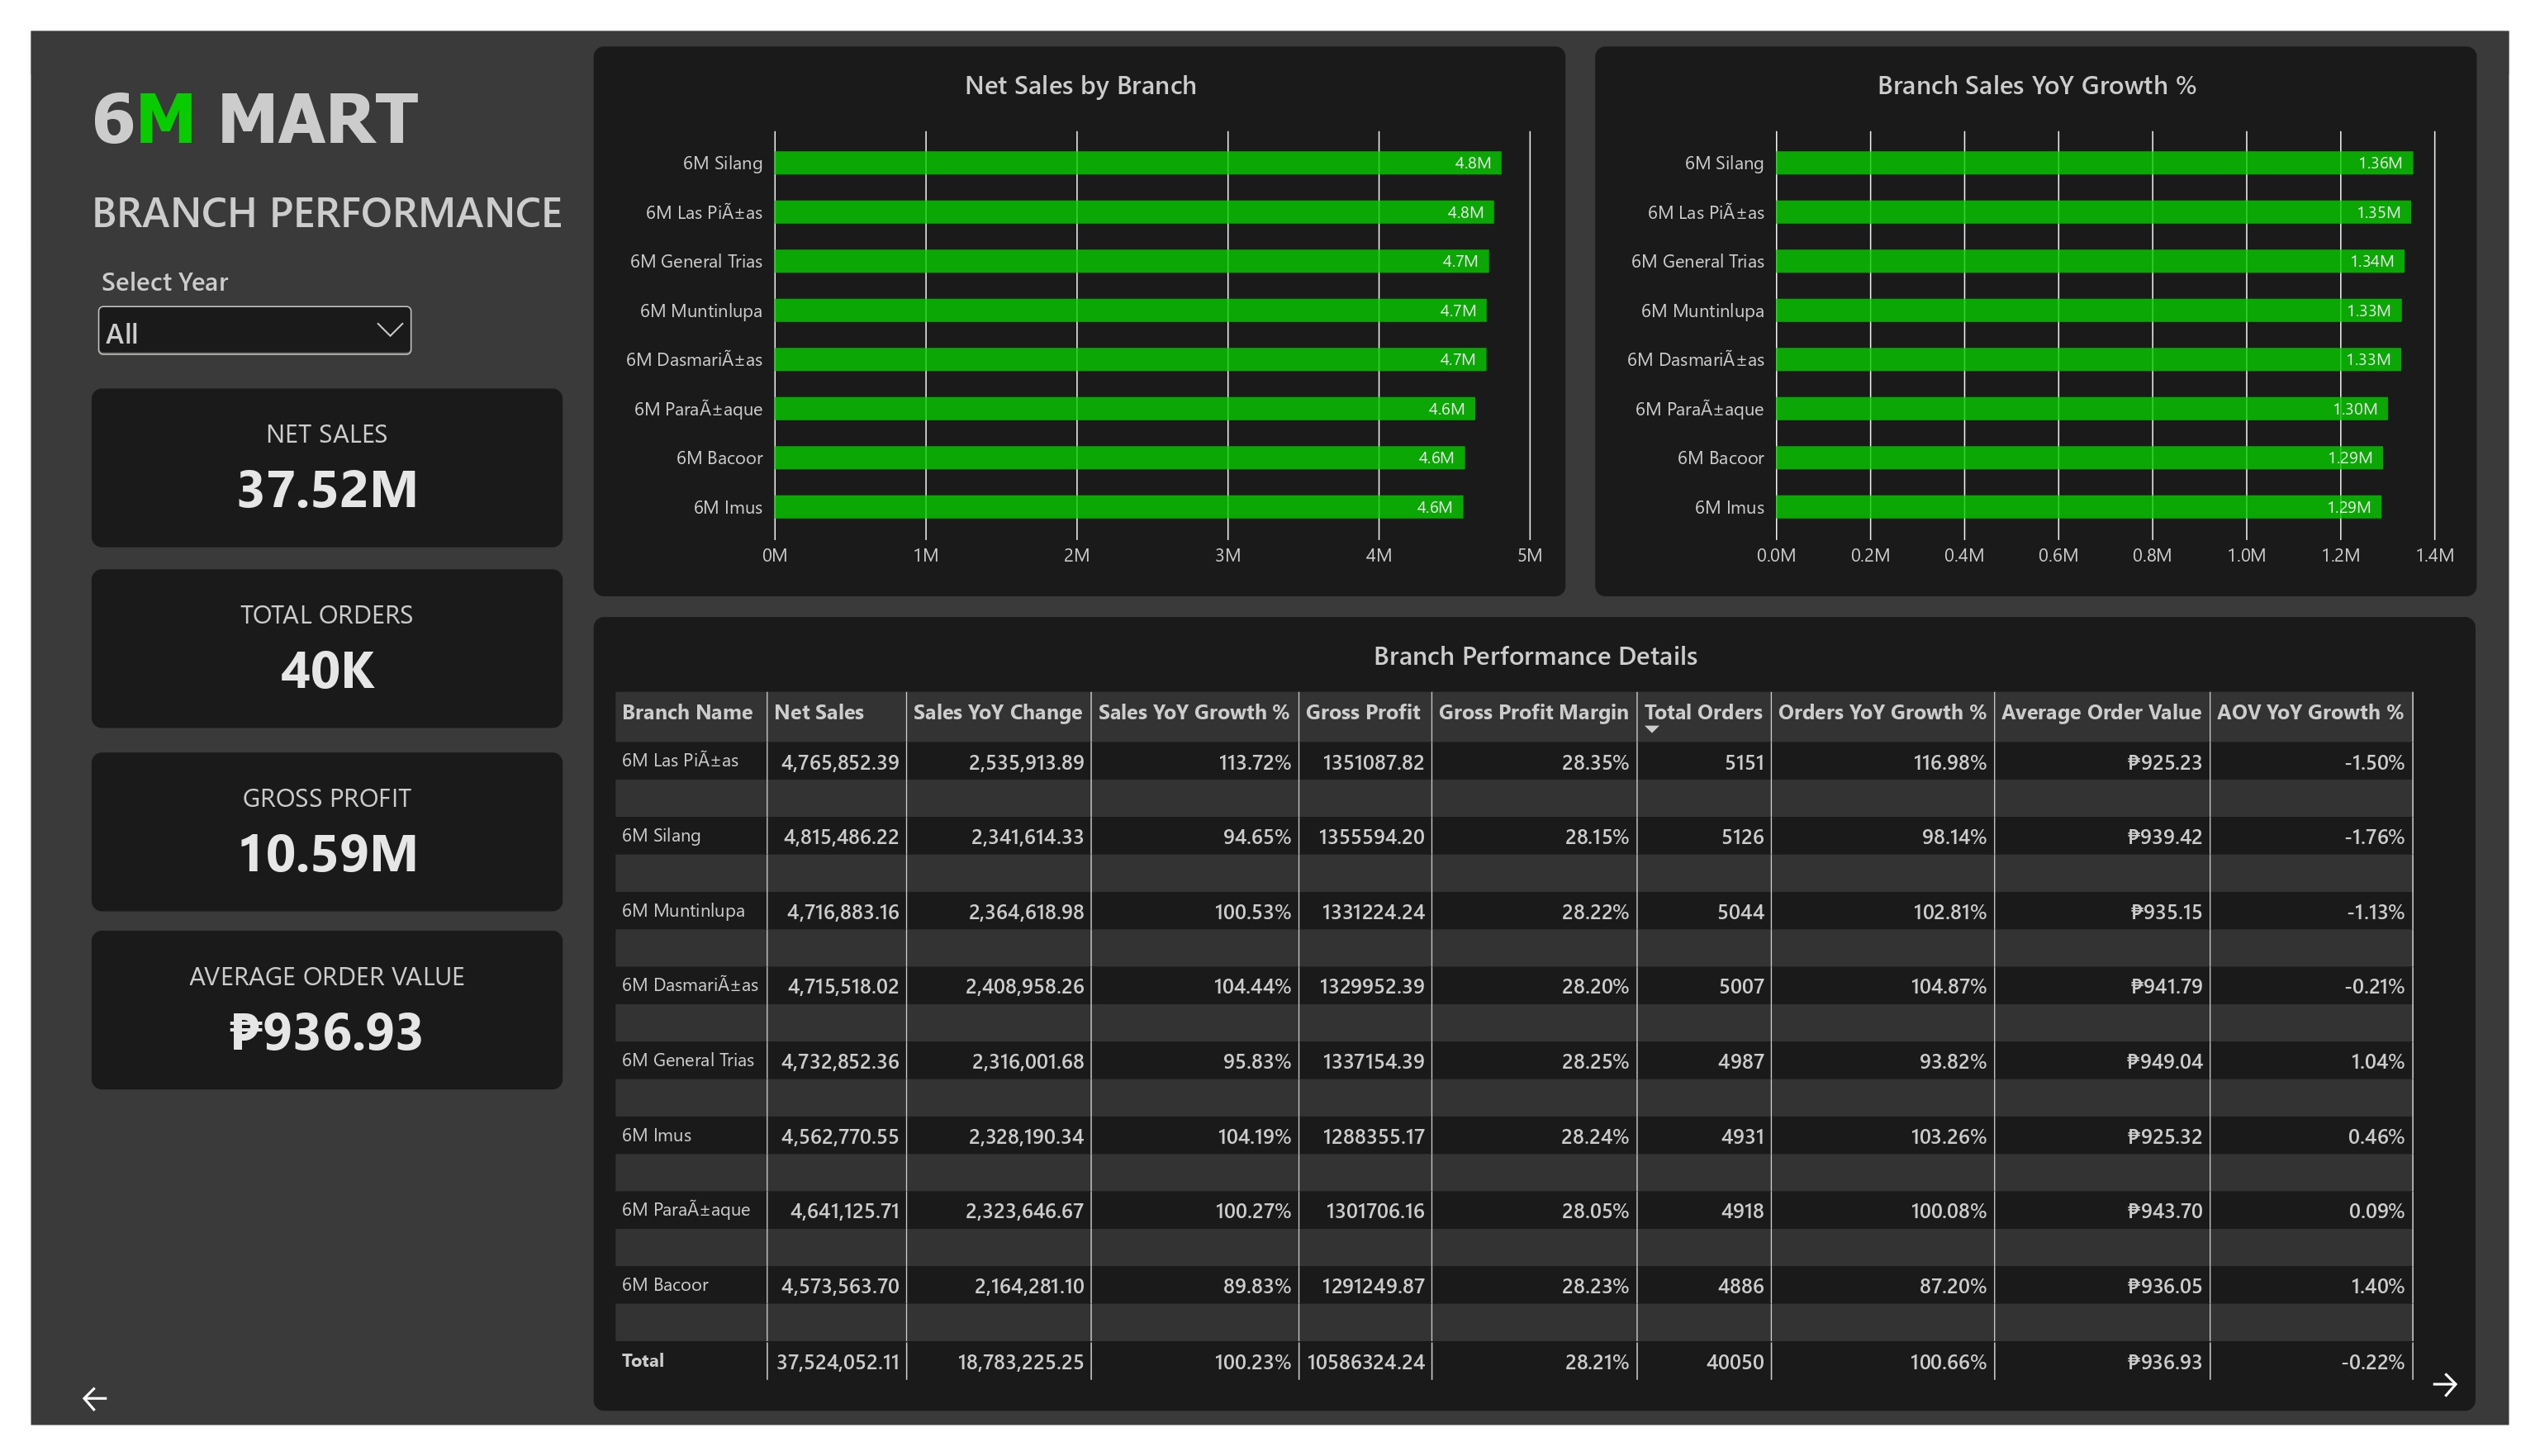 6M MART
BRANCH PERFORMANCE
Select Year
All
NET SALES
37.52M
TOTAL ORDERS
40K
GROSS PROFIT
10.59M
AVERAGE ORDER VALUE
₱936.93
Net Sales by Branch
6M Silang 4.8M
6M Las PiÃ±as 4.8M
6M General Trias 4.7M
6M Muntinlupa 4.7M
6M DasmariÃ±as 4.7M
6M ParaÃ±aque 4.6M
6M Bacoor 4.6M
6M Imus 4.6M
0M 1M 2M 3M 4M 5M
Branch Sales YoY Growth %
6M Silang 1.36M
6M Las PiÃ±as 1.35M
6M General Trias 1.34M
6M Muntinlupa 1.33M
6M DasmariÃ±as 1.33M
6M ParaÃ±aque 1.30M
6M Bacoor 1.29M
6M Imus 1.29M
0.0M 0.2M 0.4M 0.6M 0.8M 1.0M 1.2M 1.4M
Branch Performance Details
Branch Name Net Sales Sales YoY Change Sales YoY Growth % Gross Profit Gross Profit Margin Total Orders Orders YoY Growth % Average Order Value AOV YoY Growth %
6M Las PiÃ±as 4,765,852.39 2,535,913.89 113.72% 1351087.82 28.35% 5151 116.98% ₱925.23 -1.50%
6M Silang 4,815,486.22 2,341,614.33 94.65% 1355594.20 28.15% 5126 98.14% ₱939.42 -1.76%
6M Muntinlupa 4,716,883.16 2,364,618.98 100.53% 1331224.24 28.22% 5044 102.81% ₱935.15 -1.13%
6M DasmariÃ±as 4,715,518.02 2,408,958.26 104.44% 1329952.39 28.20% 5007 104.87% ₱941.79 -0.21%
6M General Trias 4,732,852.36 2,316,001.68 95.83% 1337154.39 28.25% 4987 93.82% ₱949.04 1.04%
6M Imus 4,562,770.55 2,328,190.34 104.19% 1288355.17 28.24% 4931 103.26% ₱925.32 0.46%
6M ParaÃ±aque 4,641,125.71 2,323,646.67 100.27% 1301706.16 28.05% 4918 100.08% ₱943.70 0.09%
6M Bacoor 4,573,563.70 2,164,281.10 89.83% 1291249.87 28.23% 4886 87.20% ₱936.05 1.40%
Total 37,524,052.11 18,783,225.25 100.23% 10586324.24 28.21% 40050 100.66% ₱936.93 -0.22%